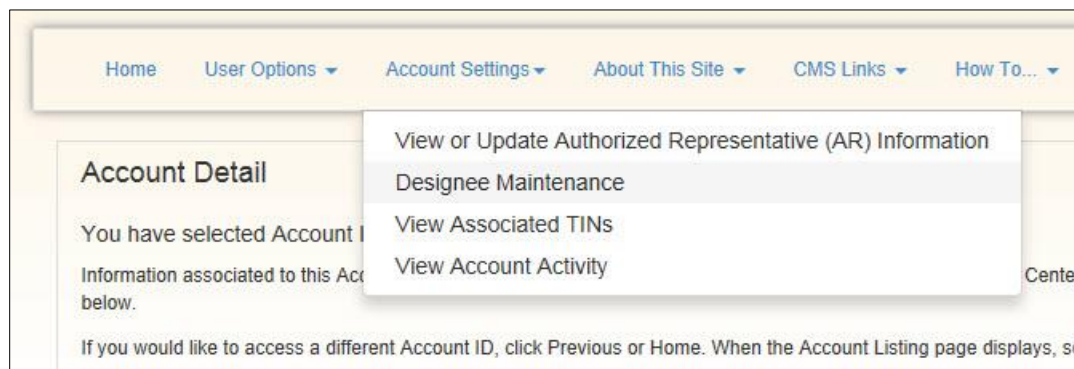 Home User Options Account Settings About This Site CMS Links How To...
View or Update Authorized Representative (AR) Information
Account Detail
Designee Maintenance
View Associated TINs
You have selected Account
View Account Activity
Information associated to this
below.
If you would like to access a different Account ID, click Previous or Home. When the Account Listing page displays,